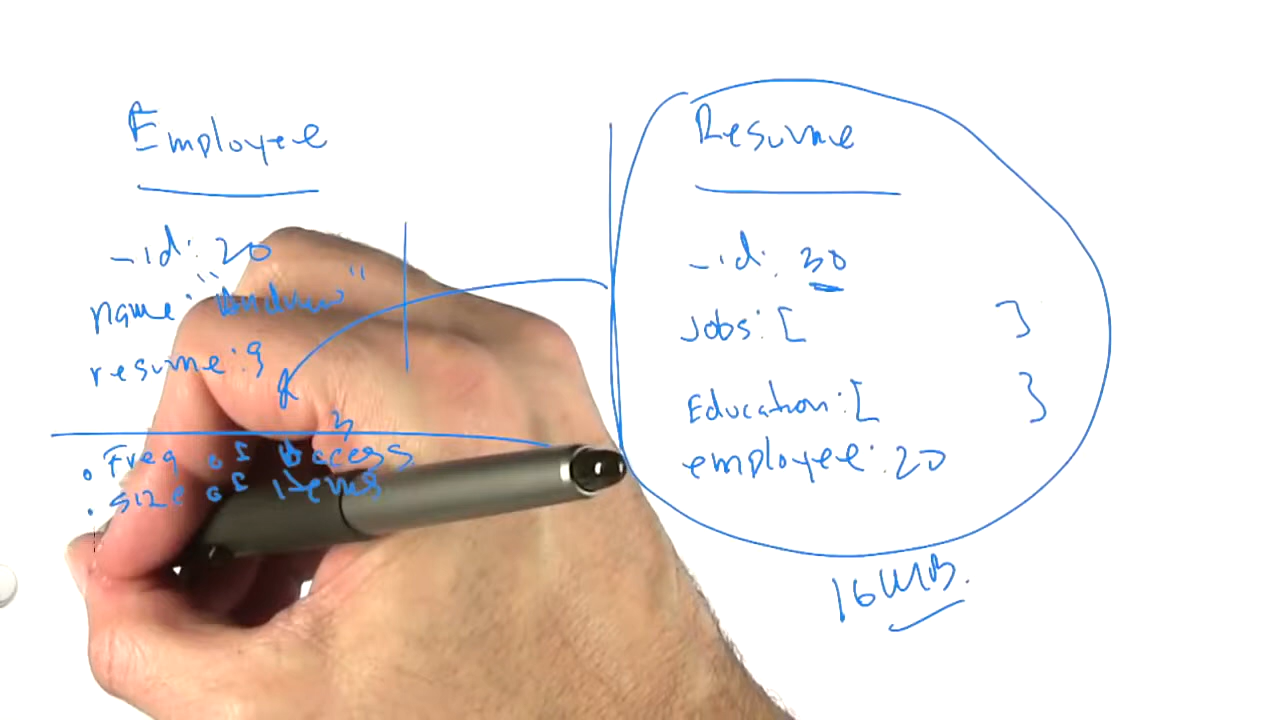 Employee
_id: 20
name: "Andrew"
resume: {
}
• Freq of Access
• size of items
Resume
_id: 30
Jobs: [ ]
Education: [ ]
employee: 20
16MB.